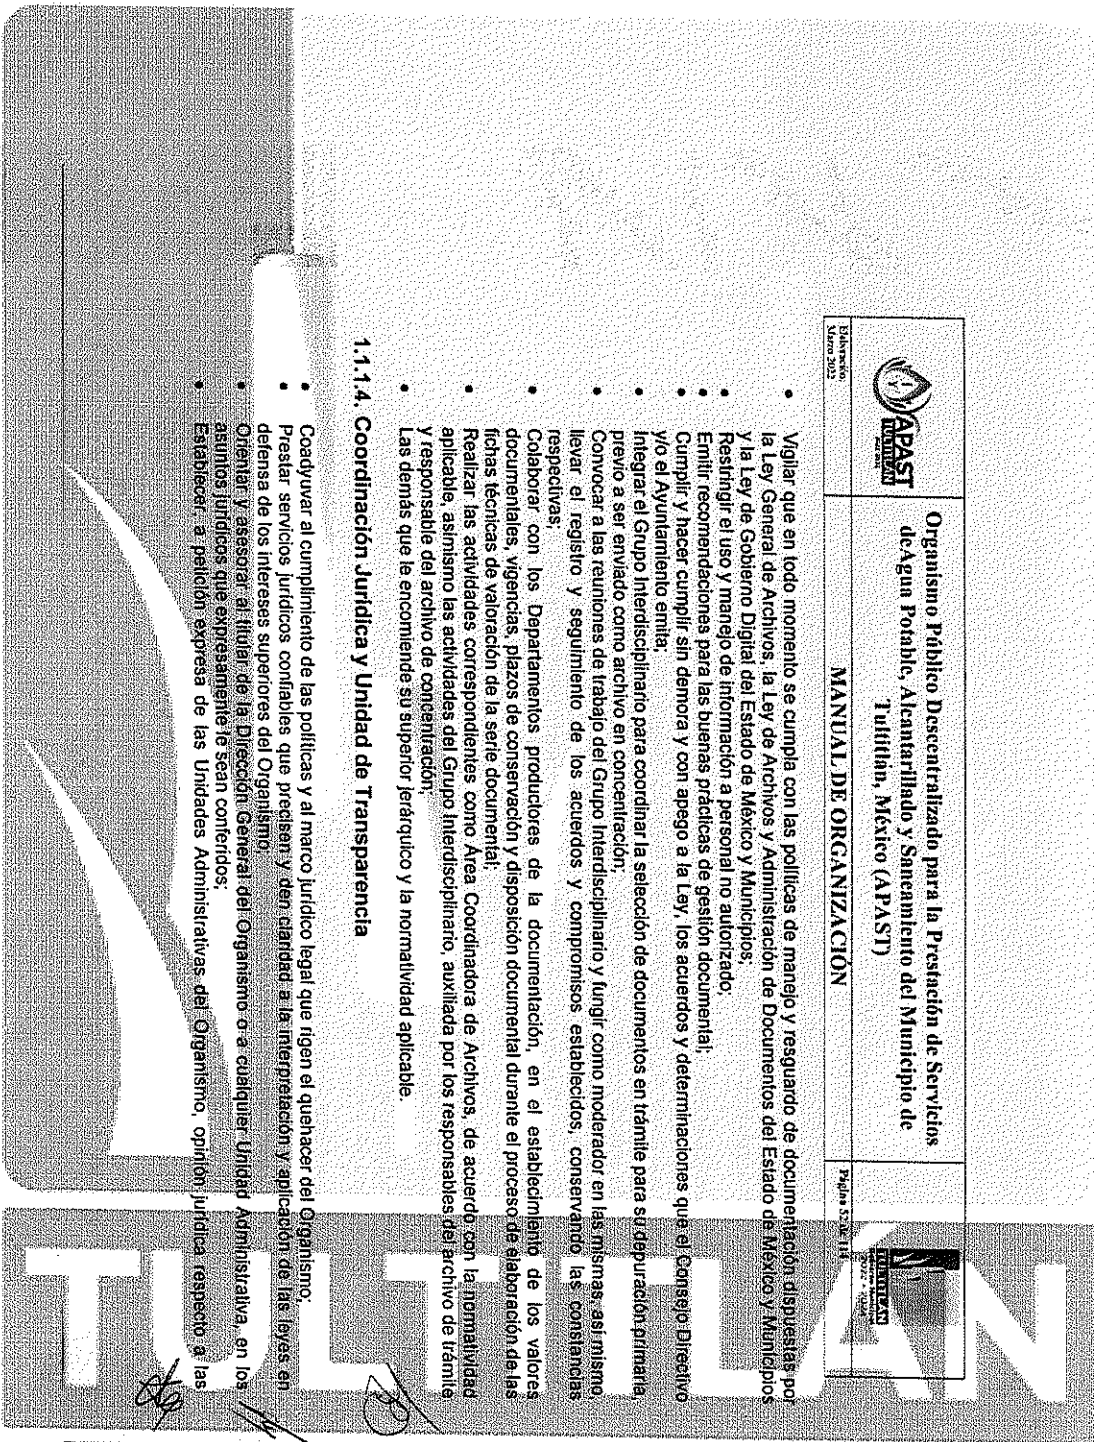 APAST
TULTITLÁN
Organismo Público Descentralizado para la Prestación de Servicios
de Agua Potable, Alcantarillado y Saneamiento del Municipio de
Tultitlán, México (APAST)
Elaboración:
Marzo 2022
MANUAL DE ORGANIZACIÓN
Página 52 de 114
TULTITLÁN
2022 - 2024
• Vigilar que en todo momento se cumpla con las políticas de manejo y resguardo de documentación dispuestas por
la Ley General de Archivos, la Ley de Archivos y Administración de Documentos del Estado de México y Municipios
y la Ley de Gobierno Digital del Estado de México y Municipios;
• Restringir el uso y manejo de información a personal no autorizado;
• Emitir recomendaciones para las buenas prácticas de gestión documental;
• Cumplir y hacer cumplir sin demora y con apego a la Ley, los acuerdos y determinaciones que el Consejo Directivo
y/o el Ayuntamiento emita;
• Integrar el Grupo Interdisciplinario para coordinar la selección de documentos en trámite para su depuración primaria,
previo a ser enviado como archivo en concentración;
• Convocar a las reuniones de trabajo del Grupo Interdisciplinario y fungir como moderador en las mismas, así mismo,
llevar el registro y seguimiento de los acuerdos y compromisos establecidos, conservando las constancias
respectivas;
• Colaborar con los Departamentos productores de la documentación, en el establecimiento de los valores
documentales, vigencias, plazos de conservación y disposición documental durante el proceso de elaboración de las
fichas técnicas de valoración de la serie documental;
• Realizar las actividades correspondientes como Área Coordinadora de Archivos, de acuerdo con la normatividad
aplicable, asimismo las actividades del Grupo Interdisciplinario, auxiliada por los responsables del archivo de trámite
y responsable del archivo de concentración;
• Las demás que le encomiende su superior jerárquico y la normatividad aplicable.
1.1.1.4. Coordinación Jurídica y Unidad de Transparencia
• Coadyuvar al cumplimiento de las políticas y al marco jurídico legal que rigen el quehacer del Organismo;
• Prestar servicios jurídicos confiables que precisen y den claridad a la interpretación y aplicación de las leyes en
defensa de los intereses superiores del Organismo;
• Orientar y asesorar al titular de la Dirección General del Organismo o a cualquier Unidad Administrativa, en los
asuntos jurídicos que expresamente le sean conferidos;
• Establecer, a petición expresa de las Unidades Administrativas del Organismo, opinión jurídica respecto a las
TULTITLÁN